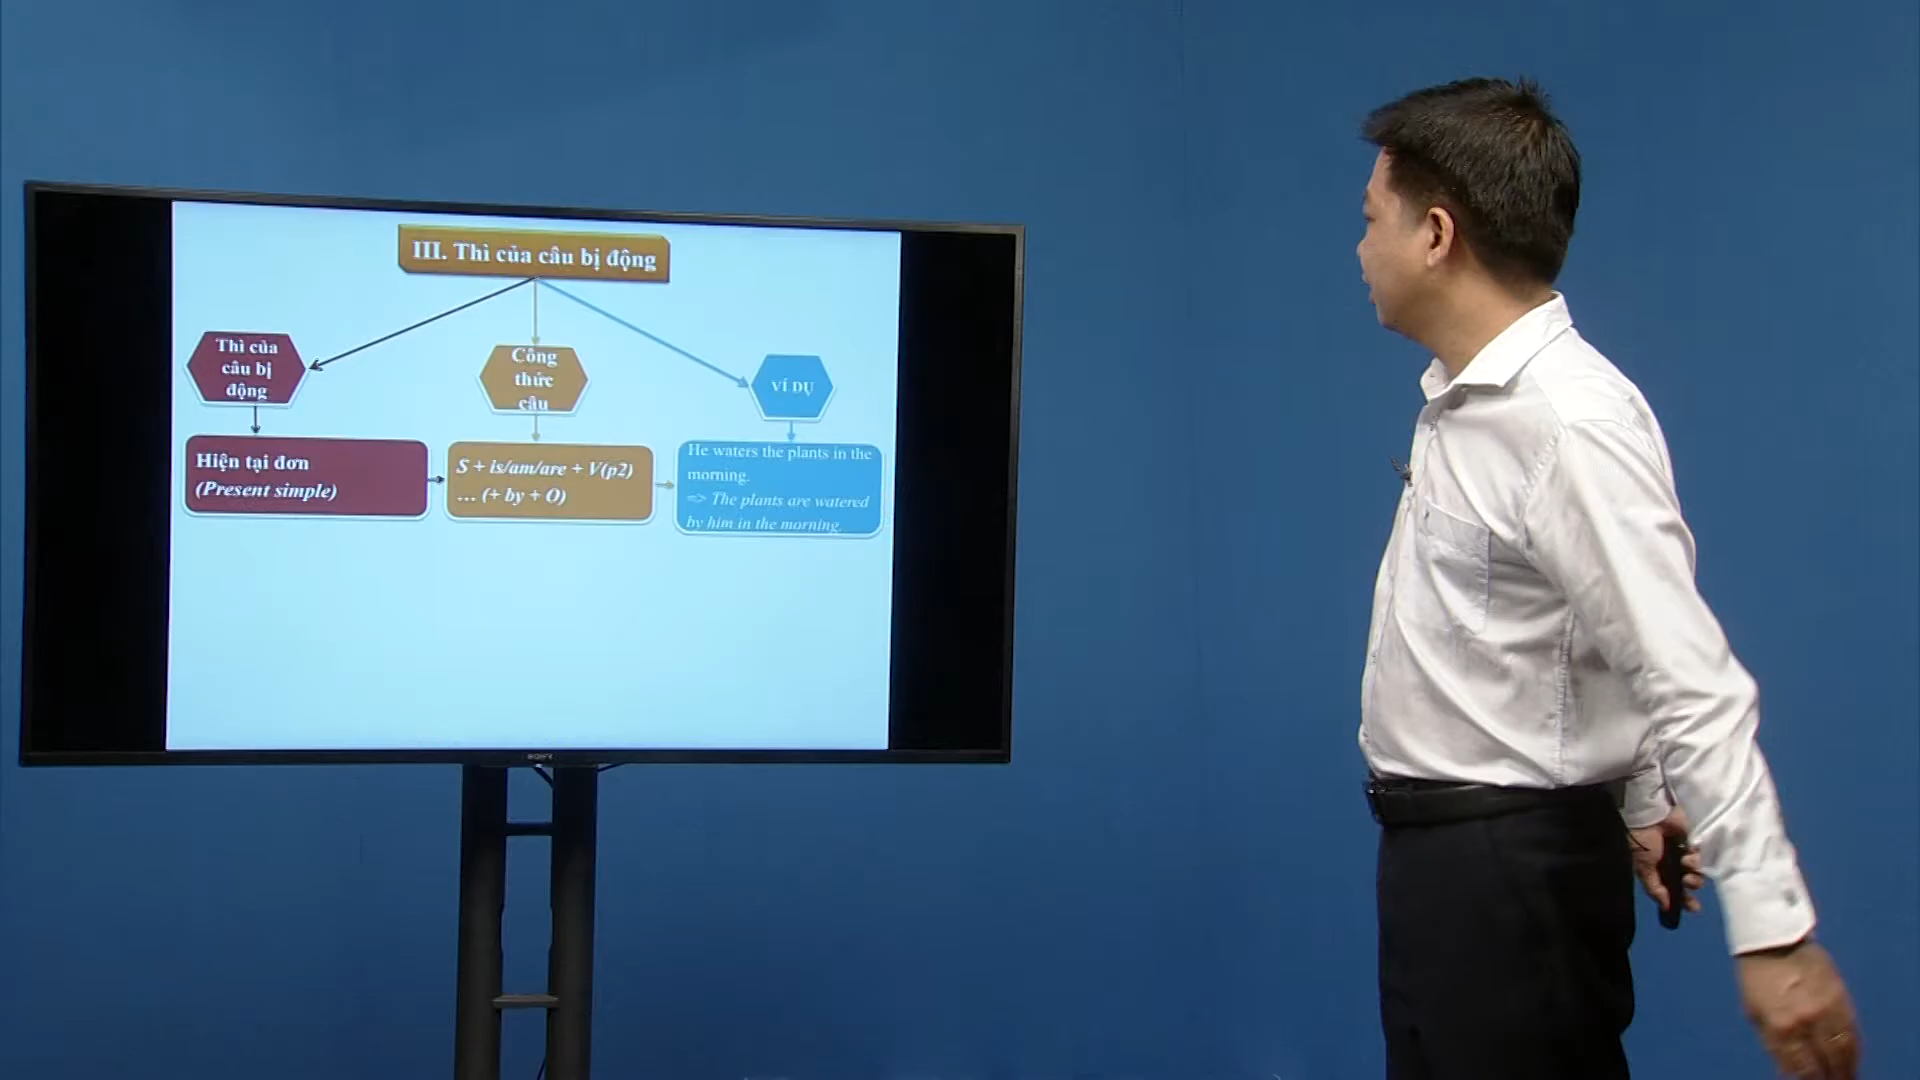 III. Thì của câu bị động
Thì của
câu bị
động
Công
thức
câu
VÍ DỤ
Hiện tại đơn
(Present simple)
S + is/am/are + V(p2)
... (+ by + O)
He waters the plants in the
morning.
=> The plants are watered
by him in the morning.
SONY